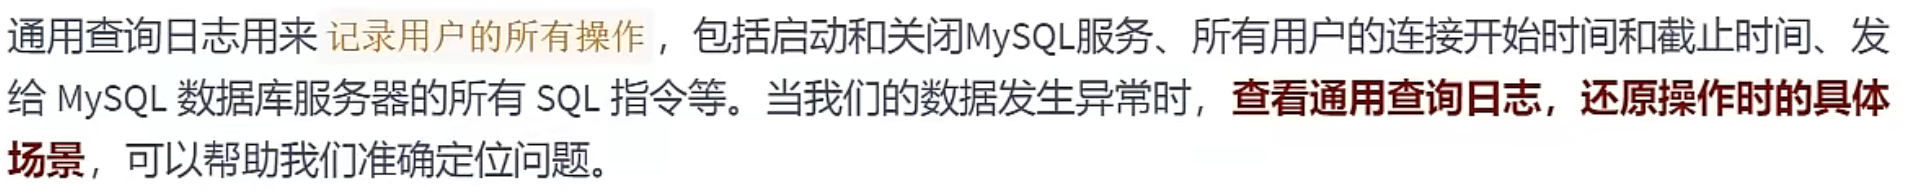 通用查询日志用来 记录用户的所有操作 ，包括启动和关闭MySQL服务、所有用户的连接开始时间和截止时间、发
给 MySQL 数据库服务器的所有 SQL 指令等。当我们的数据发生异常时，查看通用查询日志，还原操作时的具体
场景，可以帮助我们准确定位问题。